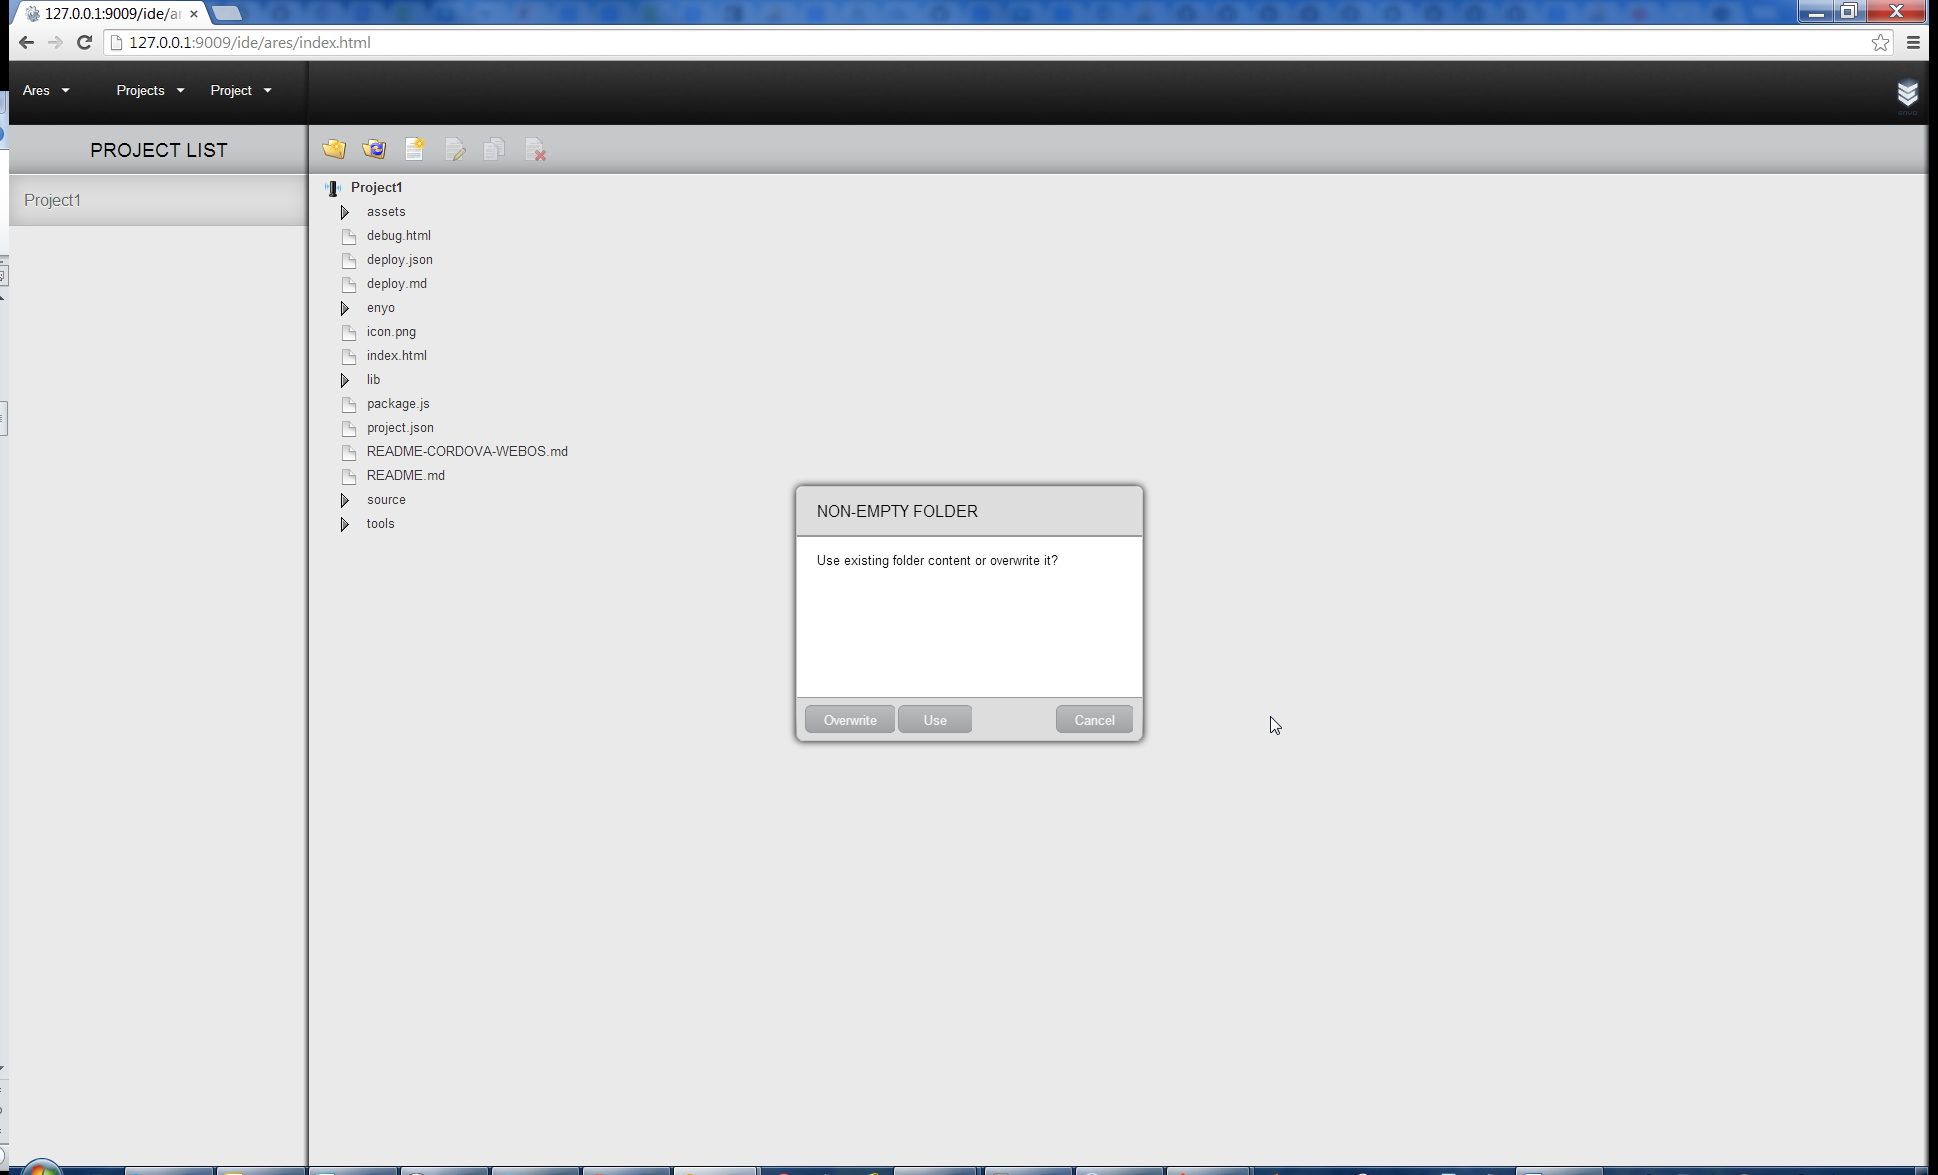 127.0.0.1:9009/ide/ar
127.0.0.1:9009/ide/ares/index.html
Ares Projects Project
enyo
PROJECT LIST
Project1
Project1
assets
debug.html
deploy.json
deploy.md
enyo
icon.png
index.html
lib
package.js
project.json
README-CORDOVA-WEBOS.md
README.md
source
tools
NON-EMPTY FOLDER
Use existing folder content or overwrite it?
Overwrite Use Cancel